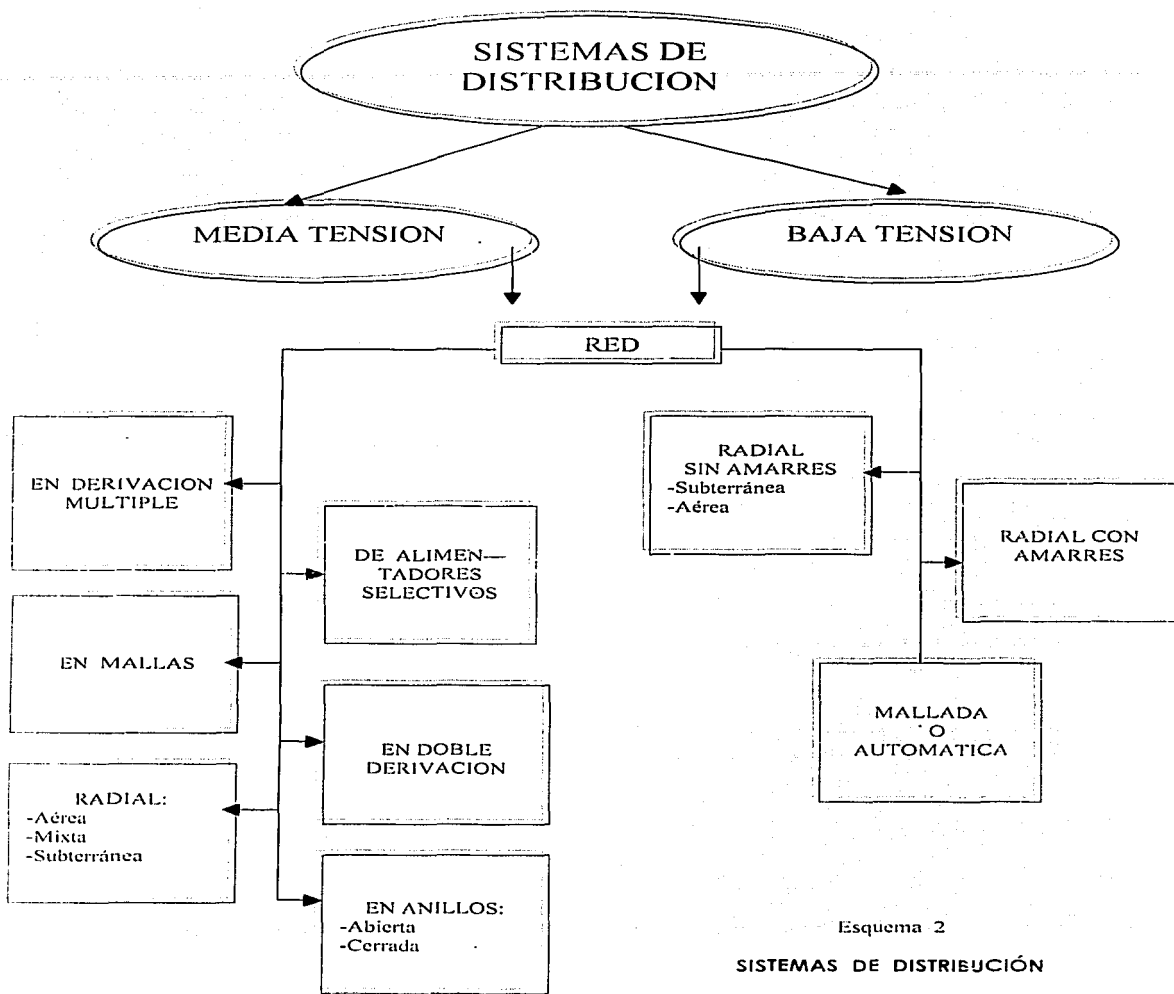 SISTEMAS DE
DISTRIBUCION
MEDIA TENSION
BAJA TENSION
RED
EN DERIVACION
MULTIPLE
DE ALIMEN—
TADORES
SELECTIVOS
EN MALLAS
EN DOBLE
DERIVACION
RADIAL:
-Aérea
-Mixta
-Subterránea
EN ANILLOS:
-Abierta
-Cerrada
RADIAL
SIN AMARRES
-Subterránea
-Aérea
RADIAL CON
AMARRES
MALLADA
O
AUTOMATICA
Esquema 2
SISTEMAS DE DISTRIBUCIÓN